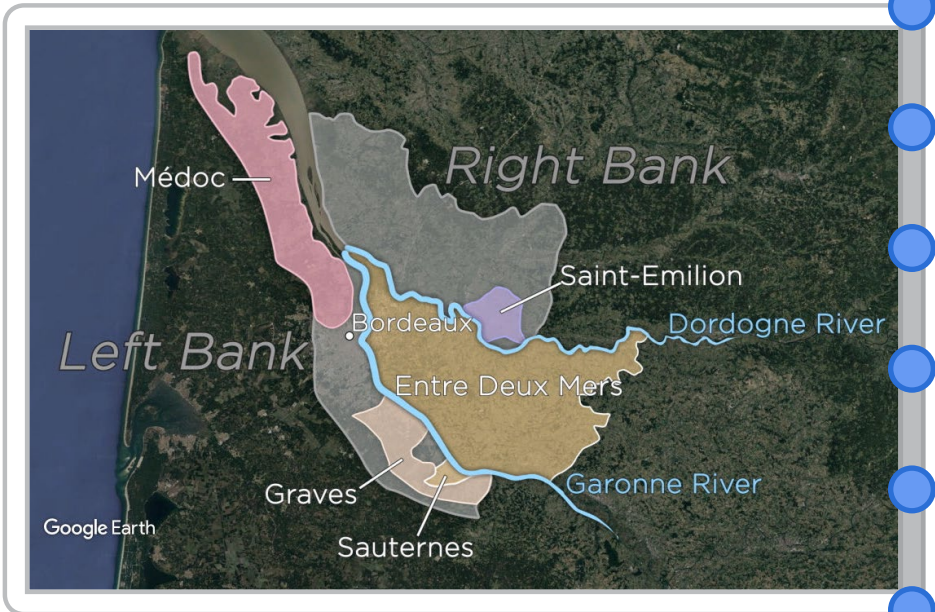 Right Bank
Médoc
Saint-Emilion
Bordeaux
Dordogne River
Left Bank
Entre Deux Mers
Garonne River
Graves
Google Earth
Sauternes